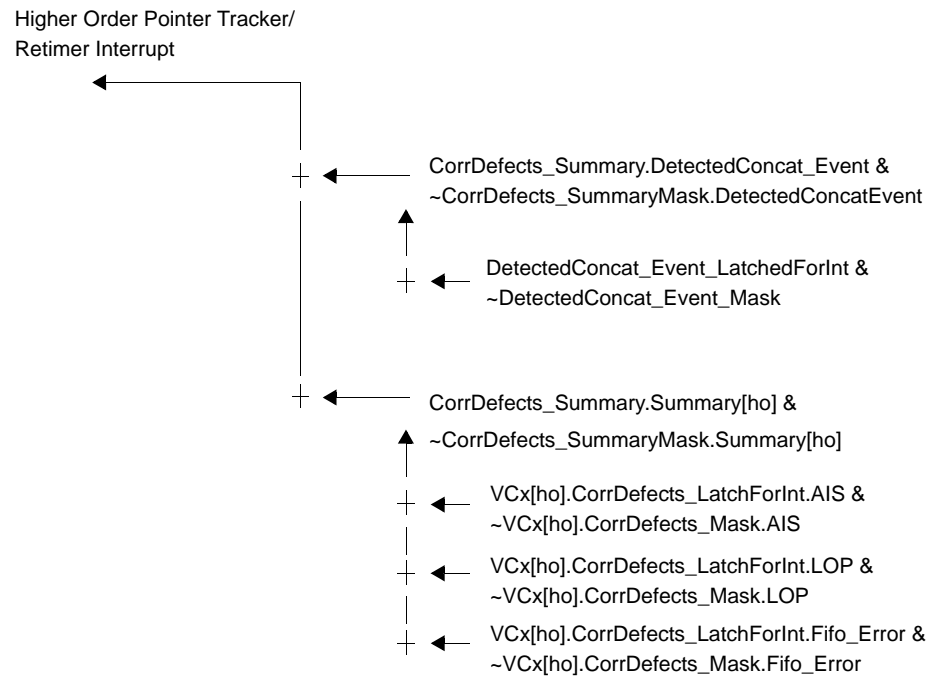 Higher Order Pointer Tracker/
Retimer Interrupt
CorrDefects_Summary.DetectedConcat_Event &
~CorrDefects_SummaryMask.DetectedConcatEvent
DetectedConcat_Event_LatchedForInt &
~DetectedConcat_Event_Mask
CorrDefects_Summary.Summary[ho] &
~CorrDefects_SummaryMask.Summary[ho]
VCx[ho].CorrDefects_LatchForInt.AIS &
~VCx[ho].CorrDefects_Mask.AIS
VCx[ho].CorrDefects_LatchForInt.LOP &
~VCx[ho].CorrDefects_Mask.LOP
VCx[ho].CorrDefects_LatchForInt.Fifo_Error &
~VCx[ho].CorrDefects_Mask.Fifo_Error